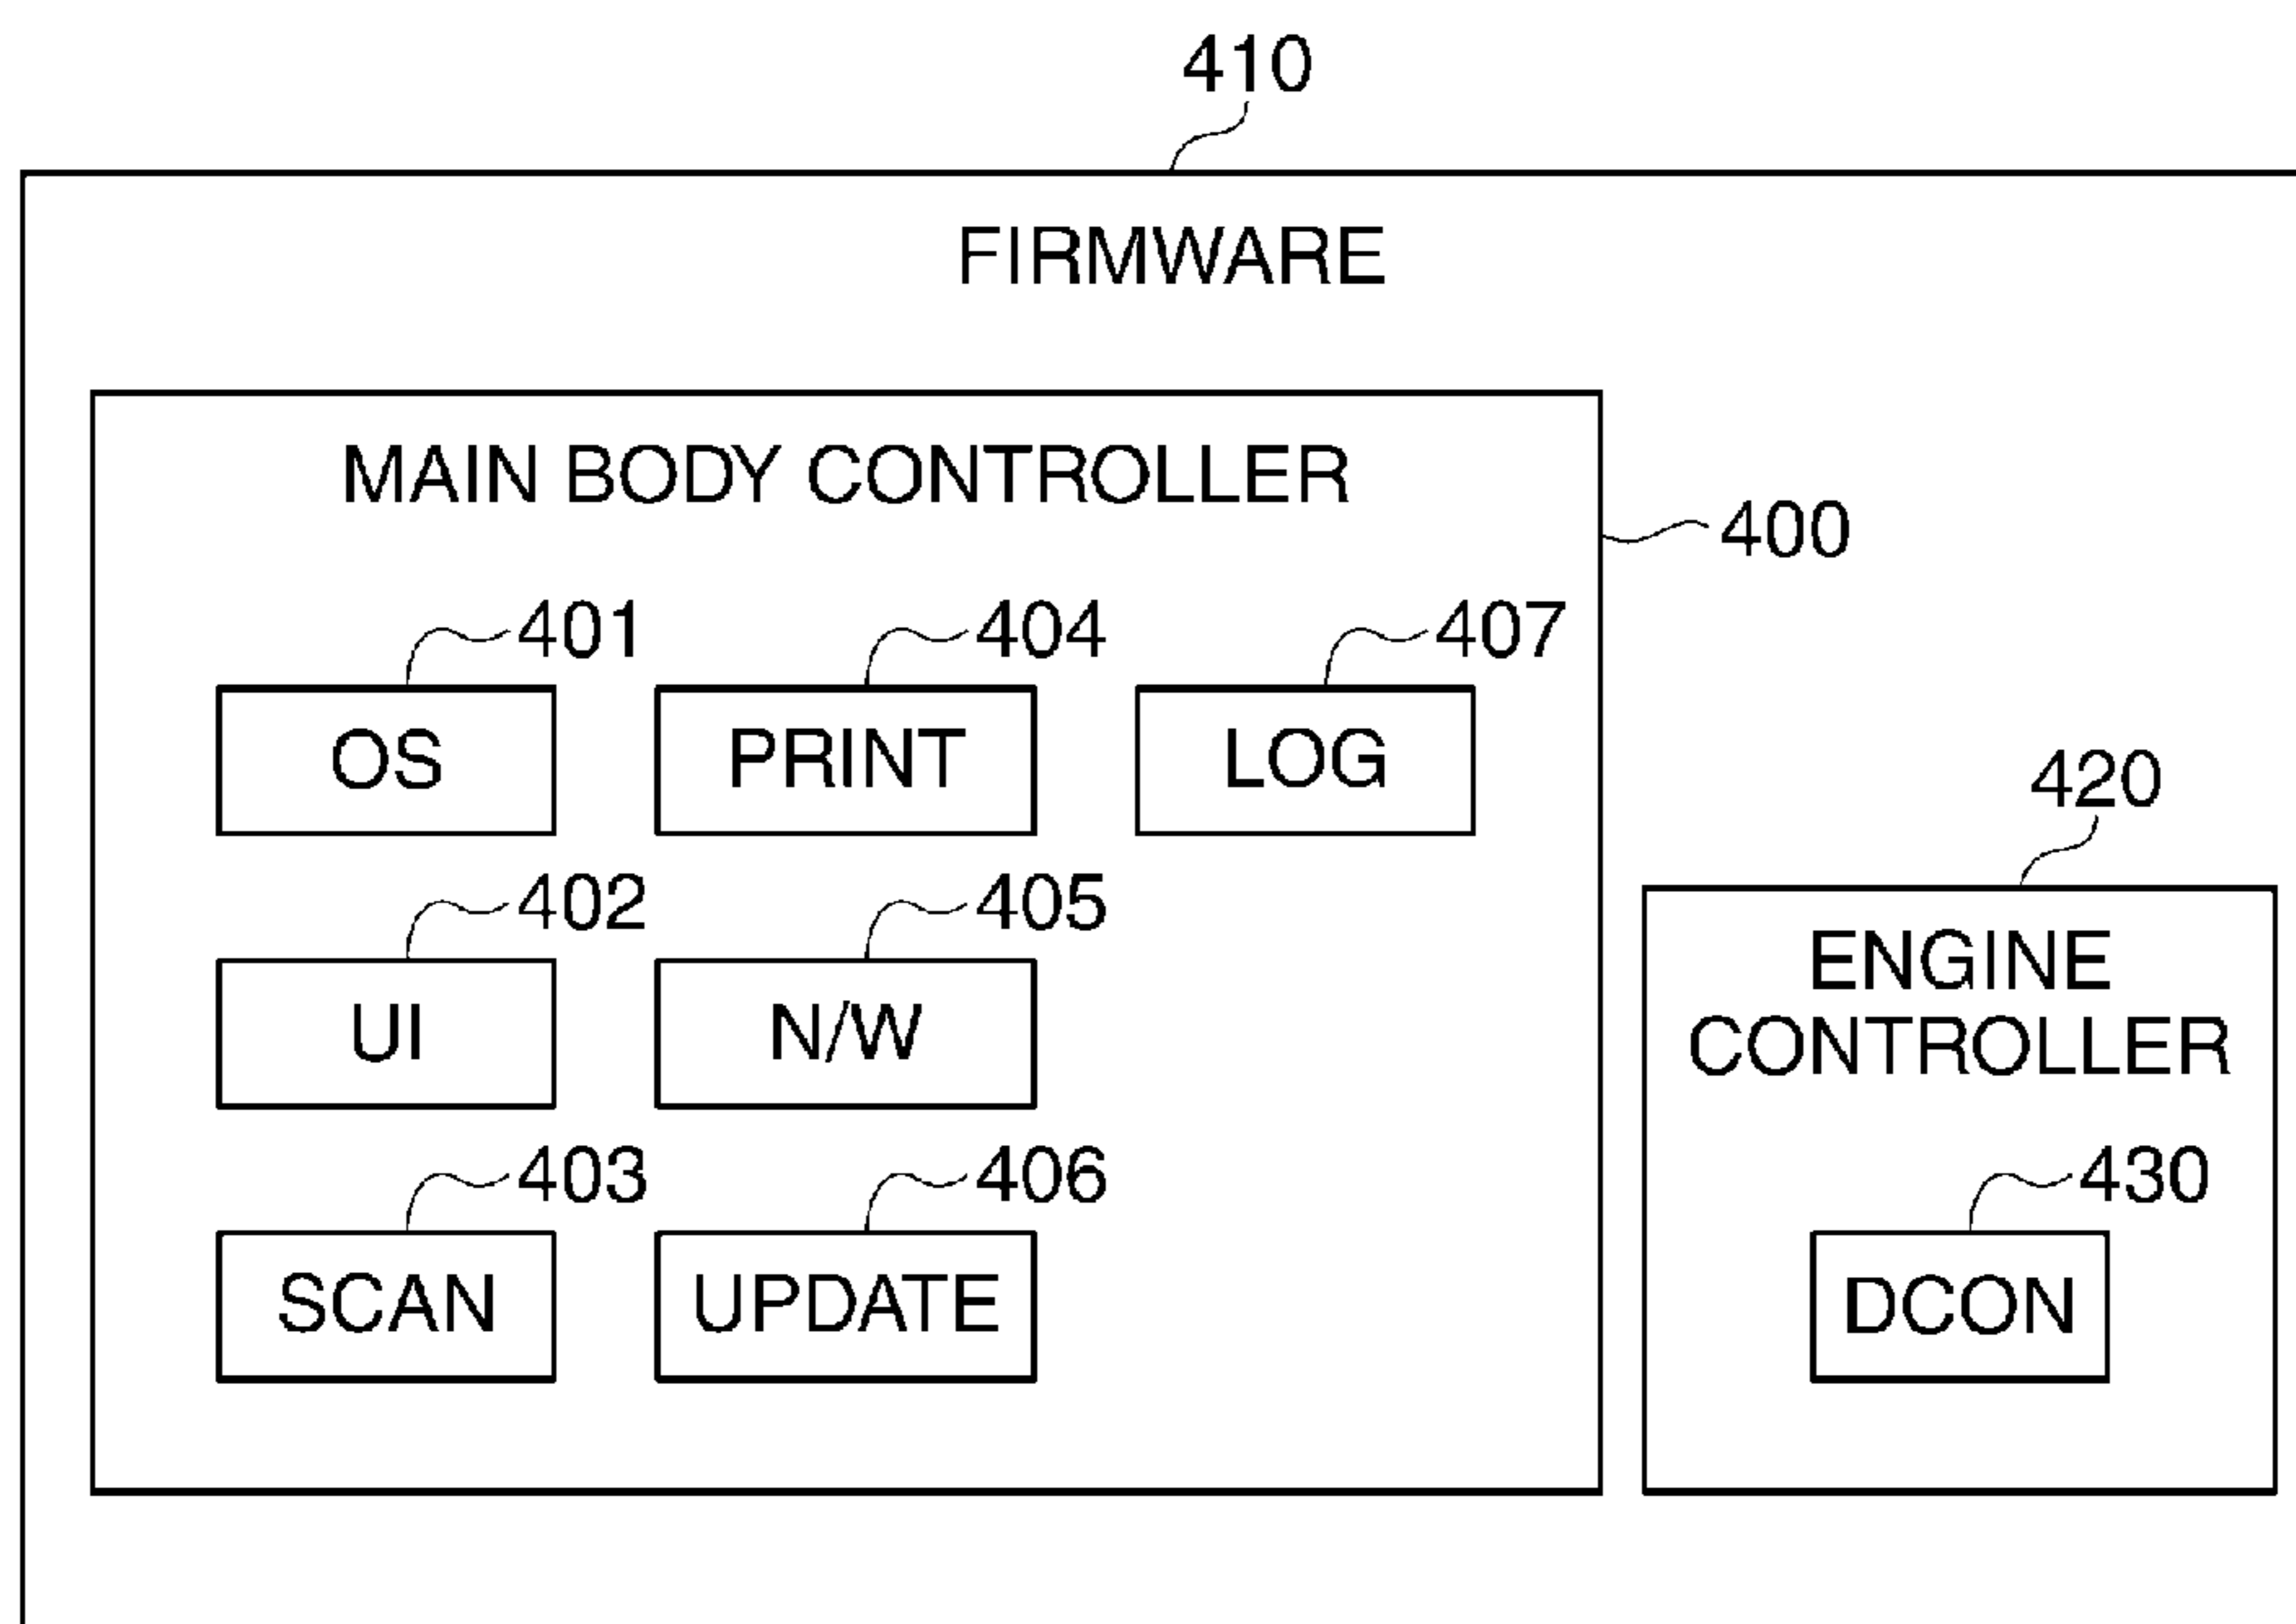 410
FIRMWARE
MAIN BODY CONTROLLER
400
401 404 407
OS PRINT LOG
420
402 405
UI N/W
ENGINE
CONTROLLER
403 406 430
SCAN UPDATE DCON